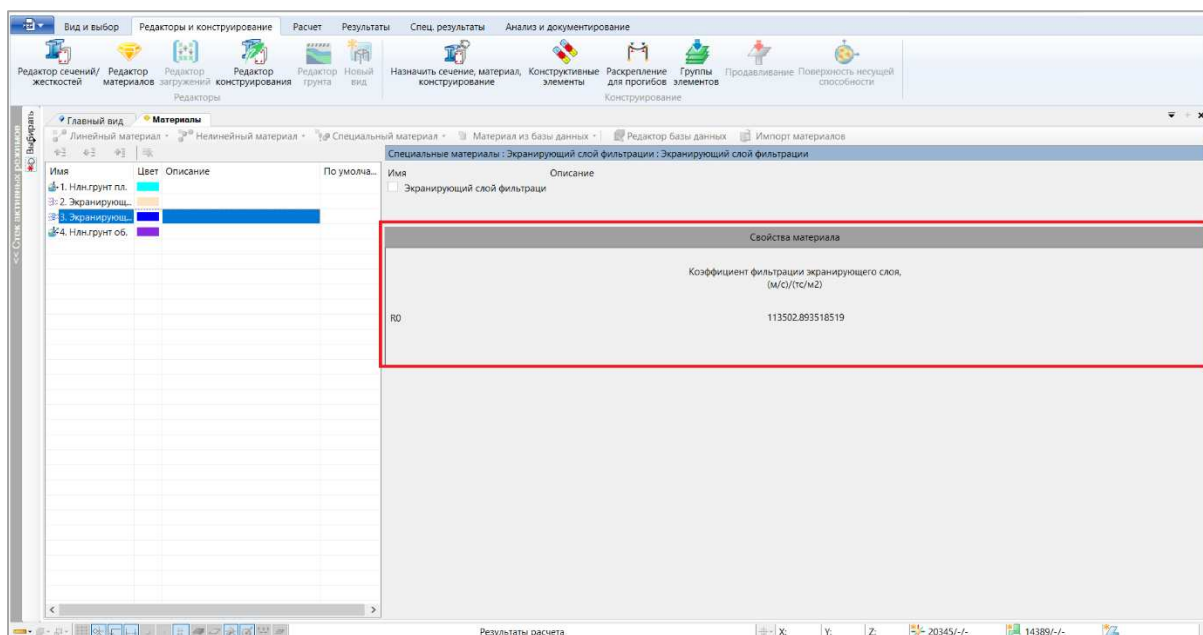 Вид и выбор Редакторы и конструирование Расчет Результаты Спец. результаты Анализ и документирование
Редактор сечений/ жесткостей Редактор материалов Редактор загружений Редактор конструирования Редактор грунта Новый вид Назначить сечение, материал, конструирование Конструктивные элементы Раскрепление для прогибов Группы элементов Продавливание Поверхность несущей способности
Редакторы Конструирование
<< Стек активных режимов
Выбирать
Главный вид Материалы
Линейный материал Нелинейный материал Специальный материал Материал из базы данных Редактор базы данных Импорт материалов
Специальные материалы : Экранирующий слой фильтрации : Экранирующий слой фильтрации
Имя Цвет Описание По умолча... Имя Описание
1. Нлн.грунт пл. Экранирующий слой фильтраци
2. Экранирующ...
3. Экранирующ...
4. Нлн.грунт об.
Свойства материала
Коэффициент фильтрации экранирующего слоя,
(м/с)/(тс/м2)
R0 113502.893518519
Результаты расчета X: Y: Z: 20345/-/- 14389/-/-